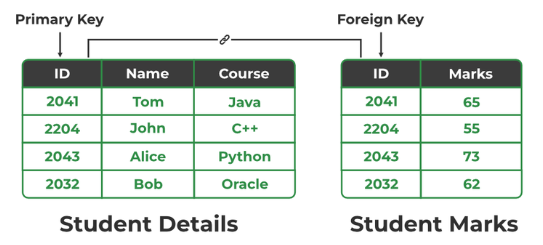 Primary Key
Foreign Key
ID Name Course
2041 Tom Java
2204 John C++
2043 Alice Python
2032 Bob Oracle
Student Details
ID Marks
2041 65
2204 55
2043 73
2032 62
Student Marks